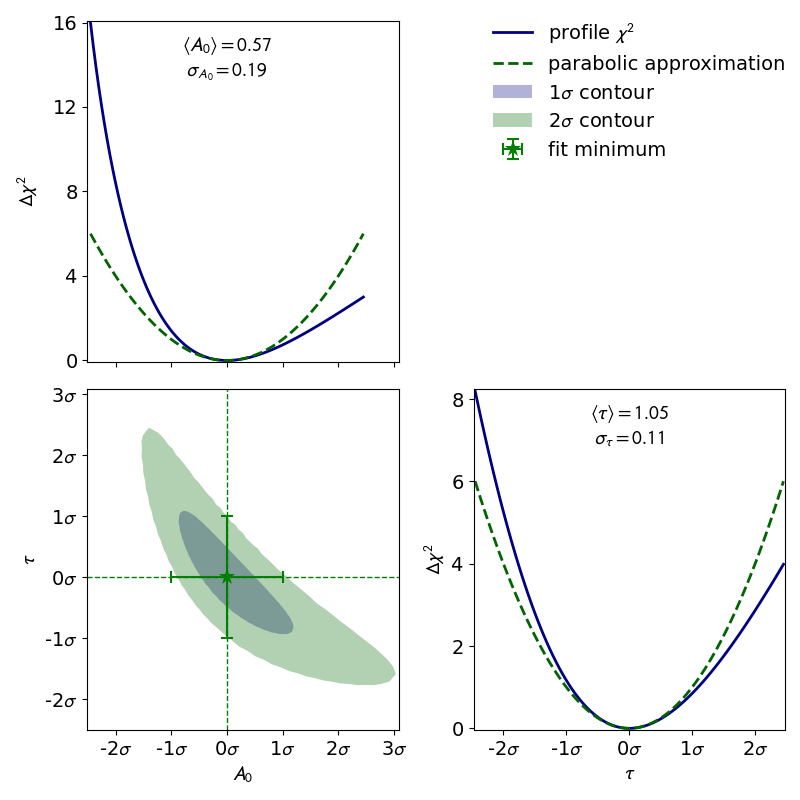 16
12
8
4
0
Δχ²
⟨A₀⟩ = 0.57
σ_A₀ = 0.19
profile χ²
parabolic approximation
1σ contour
2σ contour
fit minimum
3σ
2σ
1σ
0σ
-1σ
-2σ
τ
-2σ -1σ 0σ 1σ 2σ 3σ
A₀
8
6
4
2
0
Δχ²
⟨τ⟩ = 1.05
σ_τ = 0.11
-2σ -1σ 0σ 1σ 2σ
τ